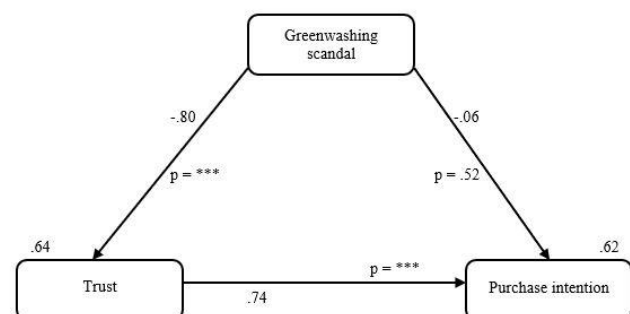 Greenwashing
scandal
-.80
-.06
p = ***
p = .52
.64
.62
Trust
p = ***
.74
Purchase intention